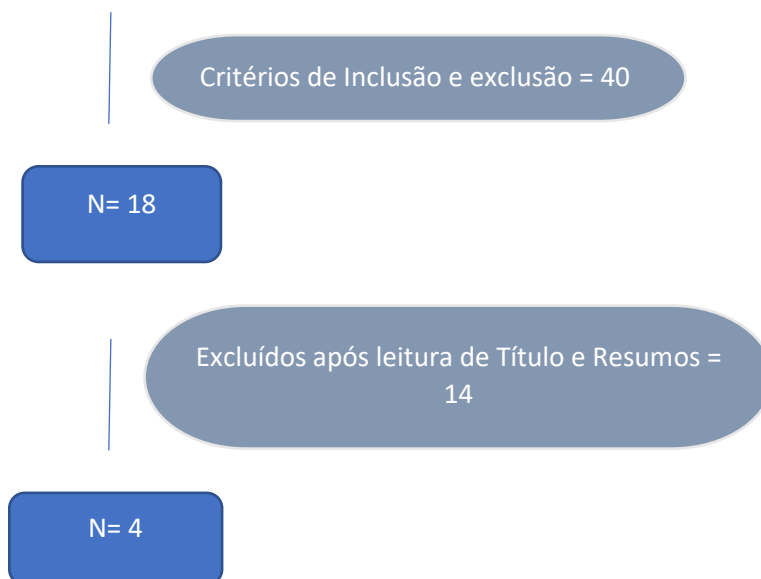 Critérios de Inclusão e exclusão = 40
N= 18
Excluídos após leitura de Título e Resumos =
14
N= 4